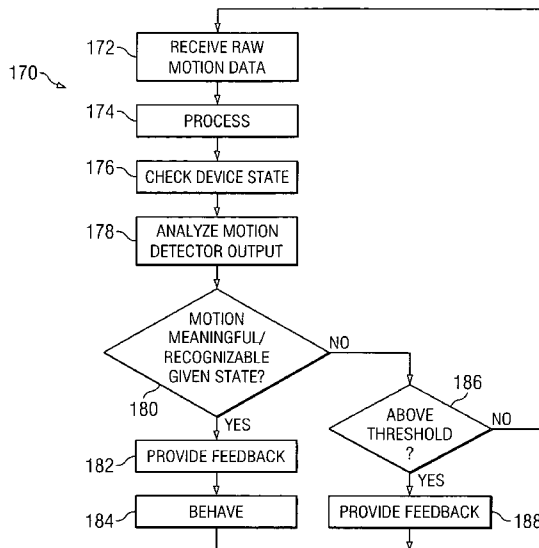 172
RECEIVE RAW
MOTION DATA
170
174
PROCESS
176
CHECK DEVICE STATE
178
ANALYZE MOTION
DETECTOR OUTPUT
MOTION
MEANINGFUL/
RECOGNIZABLE
GIVEN STATE?
NO
180
YES
186
ABOVE
THRESHOLD
?
NO
YES
182
PROVIDE FEEDBACK
184
BEHAVE
PROVIDE FEEDBACK
188